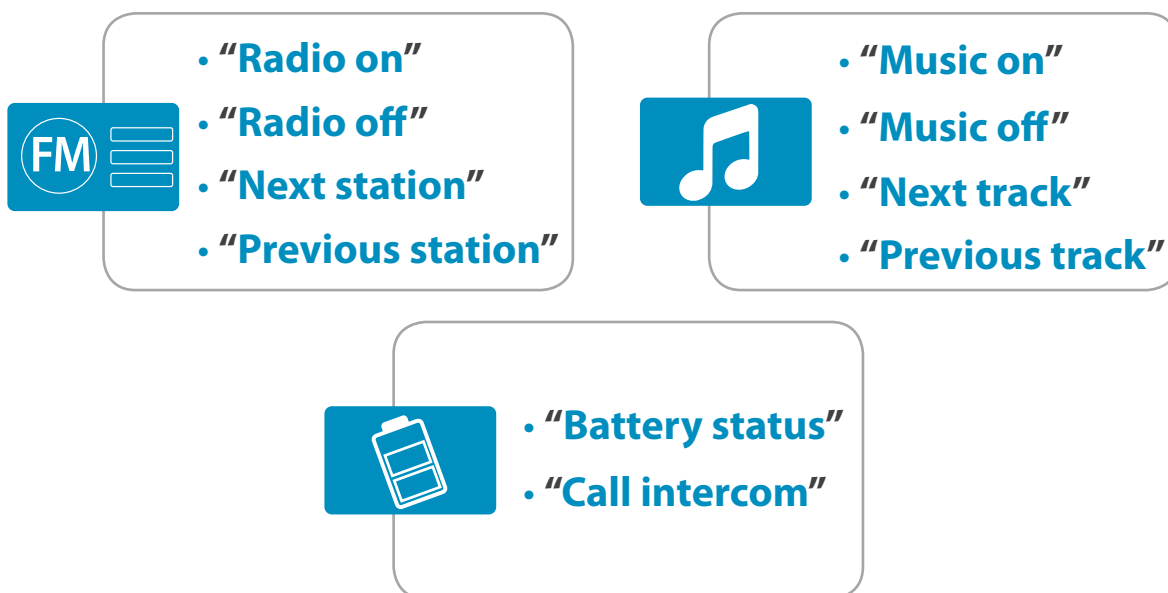 FM
• “Radio on”
• “Radio off”
• “Next station”
• “Previous station”
• “Music on”
• “Music off”
• “Next track”
• “Previous track”
• “Battery status”
• “Call intercom”